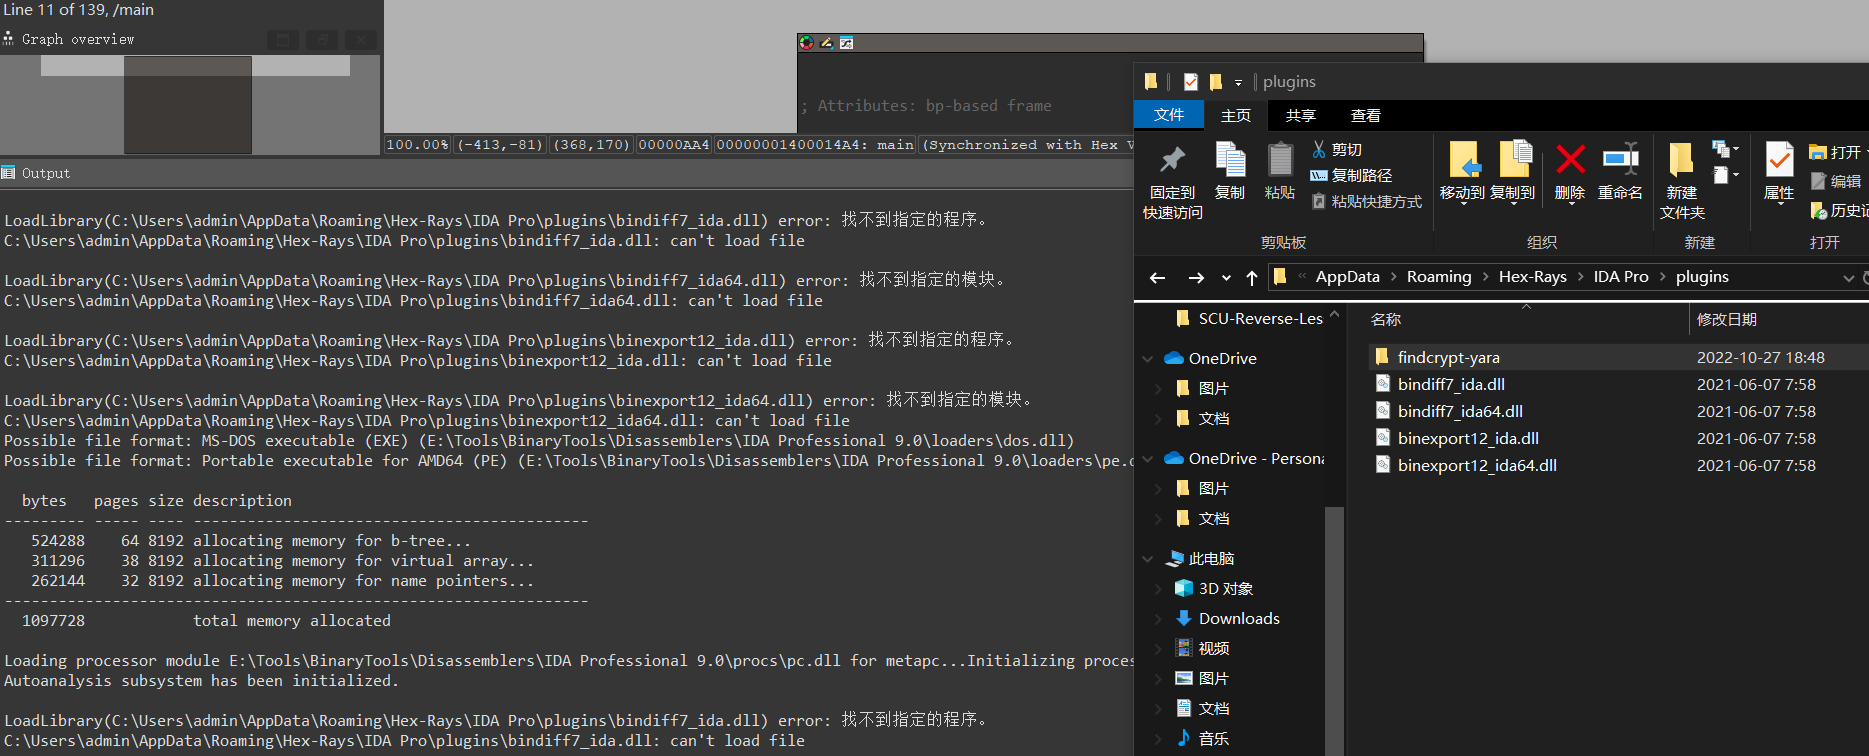 Line 11 of 139, /main
Graph overview
; Attributes: bp-based frame
100.00% (-413,-81) (368,170) 00000AA4 00000001400014A4: main (Synchronized with Hex V
Output
LoadLibrary(C:\Users\admin\AppData\Roaming\Hex-Rays\IDA Pro\plugins\bindiff7_ida.dll) error: 找不到指定的程序。
C:\Users\admin\AppData\Roaming\Hex-Rays\IDA Pro\plugins\bindiff7_ida.dll: can't load file
LoadLibrary(C:\Users\admin\AppData\Roaming\Hex-Rays\IDA Pro\plugins\bindiff7_ida64.dll) error: 找不到指定的模块。
C:\Users\admin\AppData\Roaming\Hex-Rays\IDA Pro\plugins\bindiff7_ida64.dll: can't load file
LoadLibrary(C:\Users\admin\AppData\Roaming\Hex-Rays\IDA Pro\plugins\binexport12_ida.dll) error: 找不到指定的程序。
C:\Users\admin\AppData\Roaming\Hex-Rays\IDA Pro\plugins\binexport12_ida.dll: can't load file
LoadLibrary(C:\Users\admin\AppData\Roaming\Hex-Rays\IDA Pro\plugins\binexport12_ida64.dll) error: 找不到指定的模块。
C:\Users\admin\AppData\Roaming\Hex-Rays\IDA Pro\plugins\binexport12_ida64.dll: can't load file
Possible file format: MS-DOS executable (EXE) (E:\Tools\BinaryTools\Disassemblers\IDA Professional 9.0\loaders\dos.dll)
Possible file format: Portable executable for AMD64 (PE) (E:\Tools\BinaryTools\Disassemblers\IDA Professional 9.0\loaders\pe.
bytes pages size description
--------- ----- ---- --------------------------------------------
524288 64 8192 allocating memory for b-tree...
311296 38 8192 allocating memory for virtual array...
262144 32 8192 allocating memory for name pointers...
-----------------------------------------------------------------
1097728 total memory allocated
Loading processor module E:\Tools\BinaryTools\Disassemblers\IDA Professional 9.0\procs\pc.dll for metapc...Initializing proce
Autoanalysis subsystem has been initialized.
LoadLibrary(C:\Users\admin\AppData\Roaming\Hex-Rays\IDA Pro\plugins\bindiff7_ida.dll) error: 找不到指定的程序。
C:\Users\admin\AppData\Roaming\Hex-Rays\IDA Pro\plugins\bindiff7_ida.dll: can't load file
plugins
文件 主页 共享 查看
固定到
快速访问
复制
粘贴
剪切
复制路径
粘贴快捷方式
移动到
复制到
删除
重命名
新建
文件夹
属性
打开
编辑
历史记
剪贴板 组织 新建 打开
« AppData > Roaming > Hex-Rays > IDA Pro > plugins
SCU-Reverse-Les
OneDrive
图片
文档
OneDrive - Persona
图片
文档
此电脑
3D 对象
Downloads
视频
图片
文档
音乐
名称 修改日期
findcrypt-yara 2022-10-27 18:48
bindiff7_ida.dll 2021-06-07 7:58
bindiff7_ida64.dll 2021-06-07 7:58
binexport12_ida.dll 2021-06-07 7:58
binexport12_ida64.dll 2021-06-07 7:58